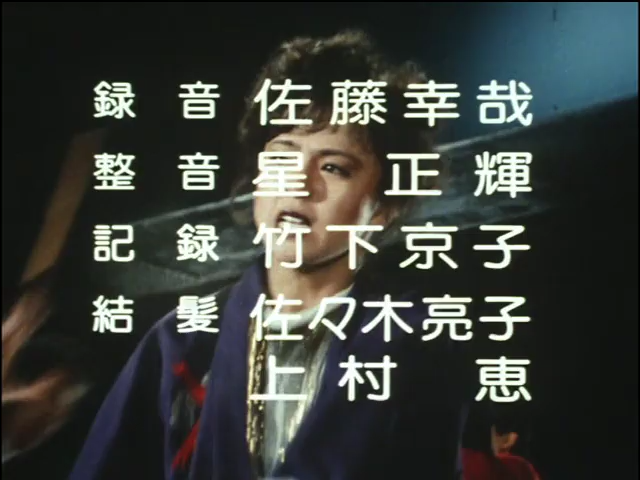 録音 佐藤幸哉
整音 星正輝
記録 竹下京子
結髪 佐々木亮子
上村恵